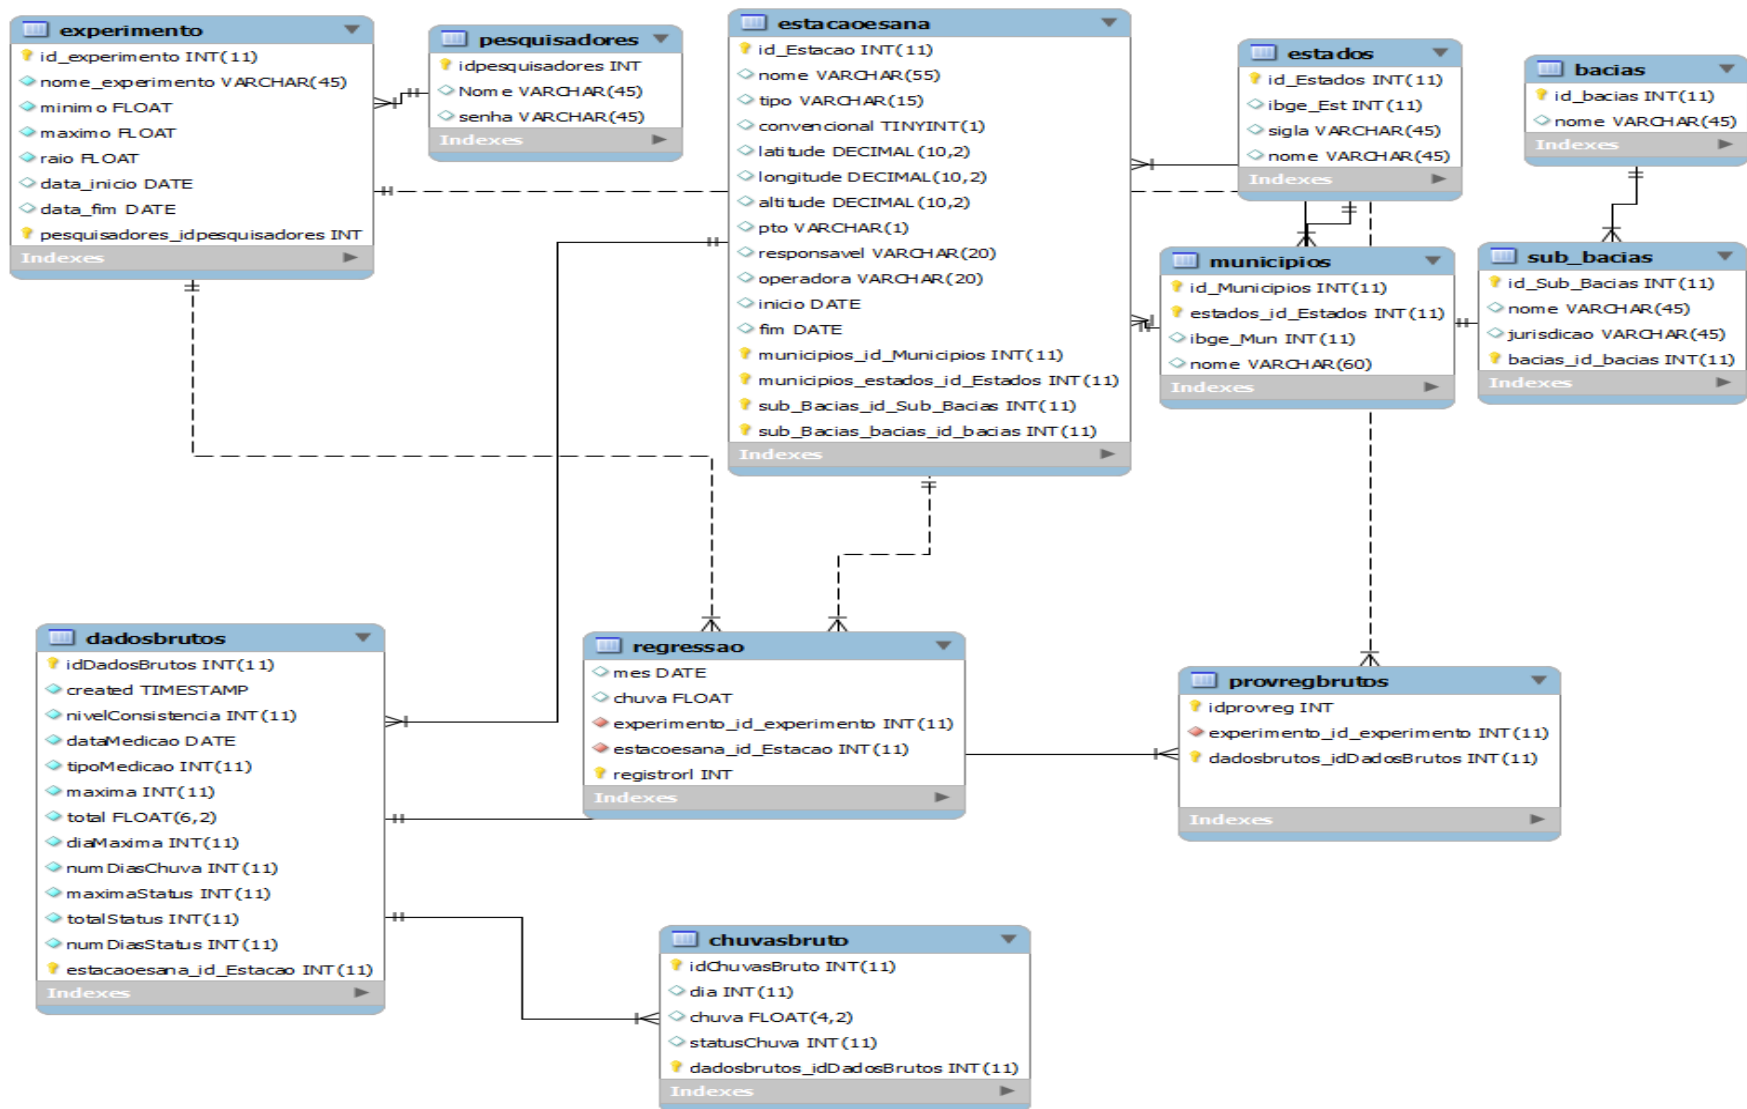 experimento
id_experimento INT(11)
nome_experimento VARCHAR(45)
minimo FLOAT
maximo FLOAT
raio FLOAT
data_inicio DATE
data_fim DATE
pesquisadores_idpesquisadores INT
Indexes
pesquisadores
idpesquisadores INT
Nome VARCHAR(45)
senha VARCHAR(45)
Indexes
estacaoesana
id_Estacao INT(11)
nome VARCHAR(55)
tipo VARCHAR(15)
convencional TINYINT(1)
latitude DECIMAL(10,2)
longitude DECIMAL(10,2)
altitude DECIMAL(10,2)
pto VARCHAR(1)
responsavel VARCHAR(20)
operadora VARCHAR(20)
inicio DATE
fim DATE
municipios_id_Municipios INT(11)
municipios_estados_id_Estados INT(11)
sub_Bacias_id_Sub_Bacias INT(11)
sub_Bacias_bacias_id_bacias INT(11)
Indexes
estados
id_Estados INT(11)
ibge_Est INT(11)
sigla VARCHAR(45)
nome VARCHAR(45)
Indexes
bacias
id_bacias INT(11)
nome VARCHAR(45)
Indexes
municipios
id_Municipios INT(11)
estados_id_Estados INT(11)
ibge_Mun INT(11)
nome VARCHAR(60)
Indexes
sub_bacias
id_Sub_Bacias INT(11)
nome VARCHAR(45)
jurisdicao VARCHAR(45)
bacias_id_bacias INT(11)
Indexes
dadosbrutos
idDadosBrutos INT(11)
created TIMESTAMP
nivelConsistencia INT(11)
dataMedicao DATE
tipoMedicao INT(11)
maxima INT(11)
total FLOAT(6,2)
diaMaxima INT(11)
numDiasChuva INT(11)
maximaStatus INT(11)
totalStatus INT(11)
numDiasStatus INT(11)
estacaoesana_id_Estacao INT(11)
Indexes
regressao
mes DATE
chuva FLOAT
experimento_id_experimento INT(11)
estacoesana_id_Estacao INT(11)
registrorl INT
Indexes
provregbrutos
idprovreg INT
experimento_id_experimento INT(11)
dadosbrutos_idDadosBrutos INT(11)
Indexes
chuvasbruto
idChuvasBruto INT(11)
dia INT(11)
chuva FLOAT(4,2)
statusChuva INT(11)
dadosbrutos_idDadosBrutos INT(11)
Indexes